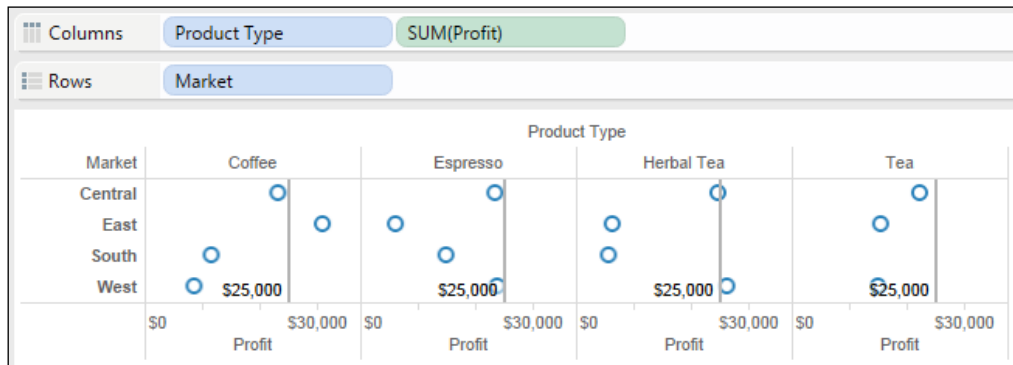 Columns Product Type SUM(Profit)
Rows Market
Product Type
Market Coffee Espresso Herbal Tea Tea
Central
East
South
West $25,000 $25,000 $25,000 $25,000
$0 $30,000 $0 $30,000 $0 $30,000 $0 $30,000
Profit Profit Profit Profit